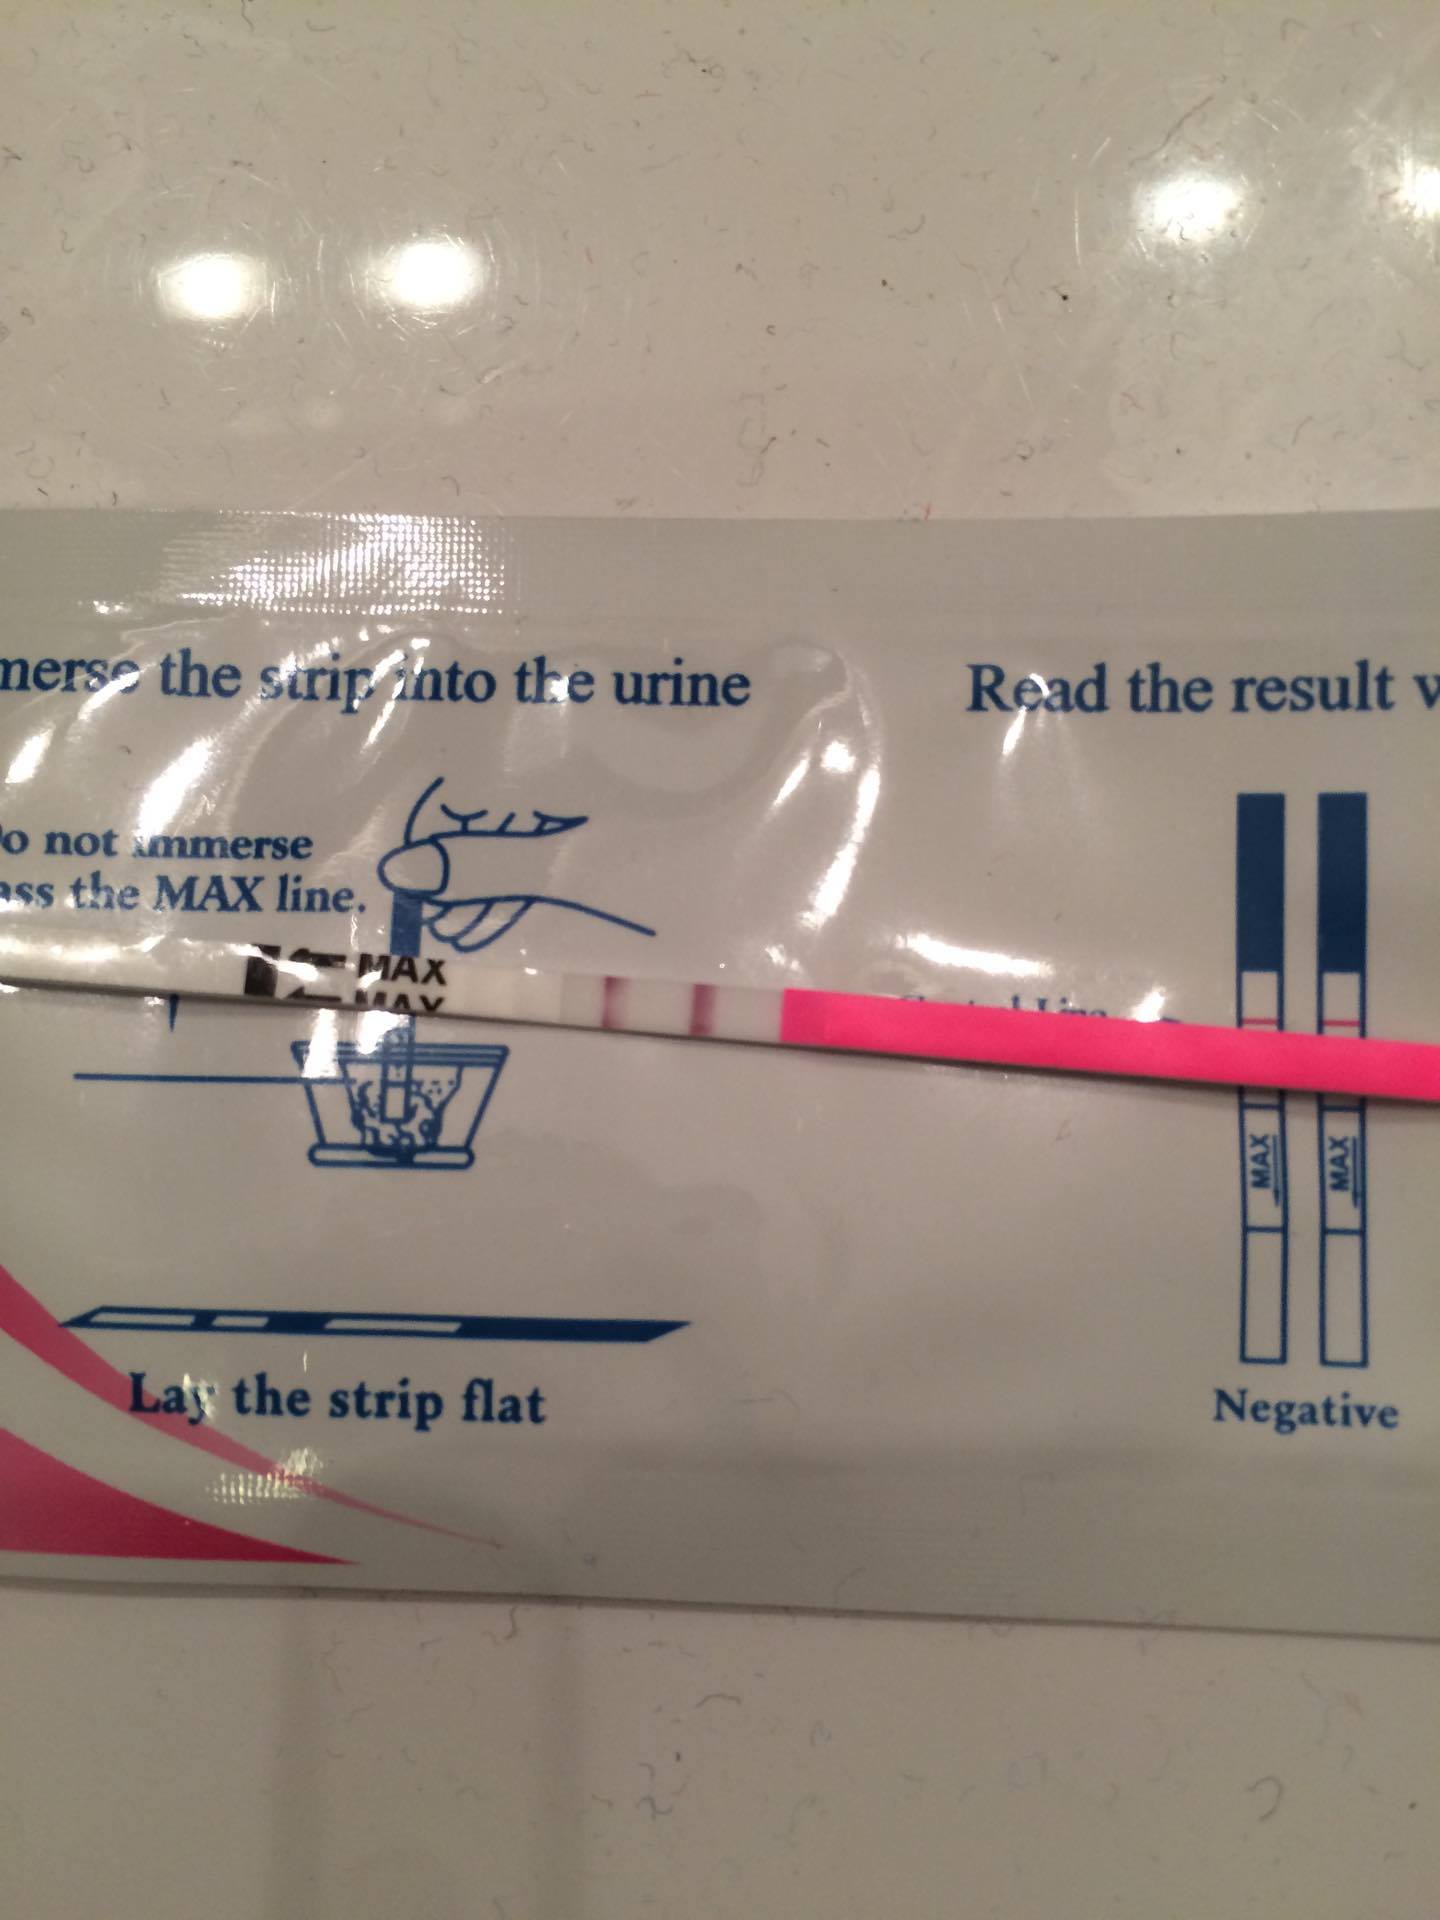 merse the strip into the urine
Read the result
o not immerse
ass the MAX line.
MAX
MAX
MAX
MAX
Lay the strip flat
Negative